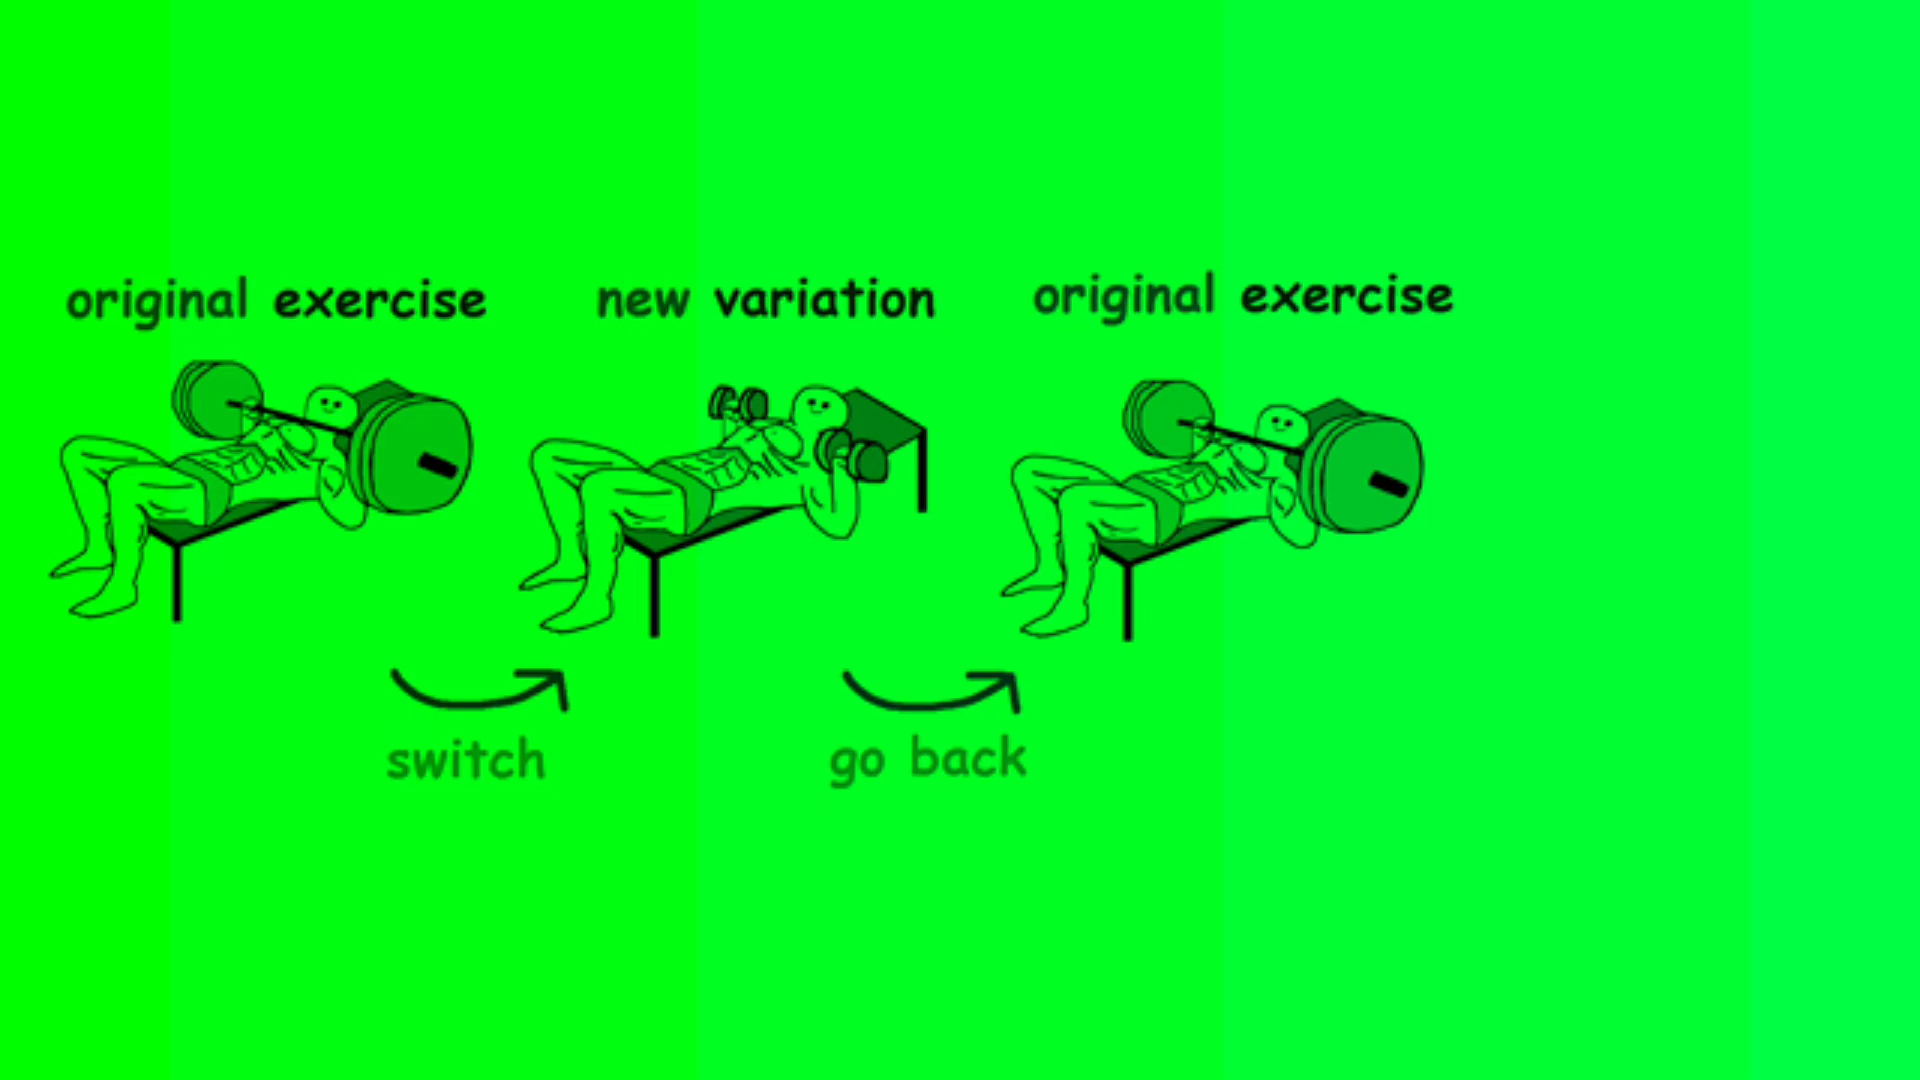 original exercise
new variation
original exercise
switch
go back